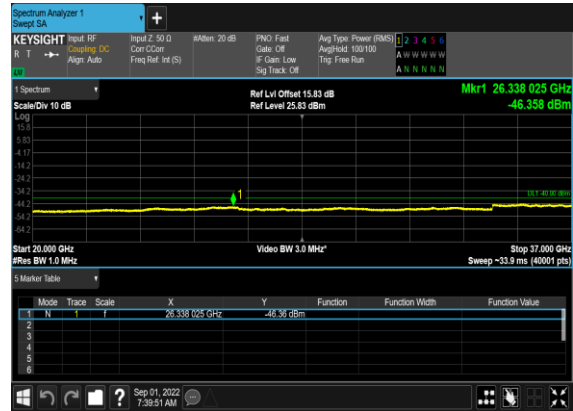 Spectrum Analyzer 1
Swept SA
+
KEYSIGHT Input: RF Input Z: 50 Ω #Atten: 20 dB PNO: Fast Avg Type: Power (RMS) 1 2 3 4 5 6
R T Coupling: DC Corr CCorr Gate: Off Avg|Hold: 100/100 A W W W W W
Align: Auto Freq Ref: Int (S) IF Gain: Low Trig: Free Run
Sig Track: Off A N N N N N
1 Spectrum Ref Lvl Offset 15.83 dB Mkr1 26.338 025 GHz
Scale/Div 10 dB Ref Level 25.83 dBm -46.358 dBm
Log
15.8
5.83
-4.17
-14.2
-24.2
-34.2
1
-44.2
-54.2
-64.2
Start 20.000 GHz Video BW 3.0 MHz* Stop 37.000 GHz
#Res BW 1.0 MHz Sweep ~33.9 ms (40001 pts)
5 Marker Table
Mode Trace Scale X Y Function Function Width Function Value
1 N 1 f 26.338 025 GHz -46.36 dBm
2
3
4
5
6
? Sep 01, 2022
7:39:51 AM